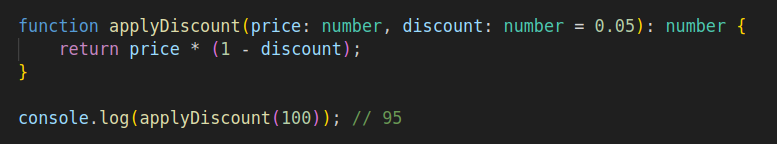 function applyDiscount(price: number, discount: number = 0.05): number {
    return price * (1 - discount);
}

console.log(applyDiscount(100)); // 95